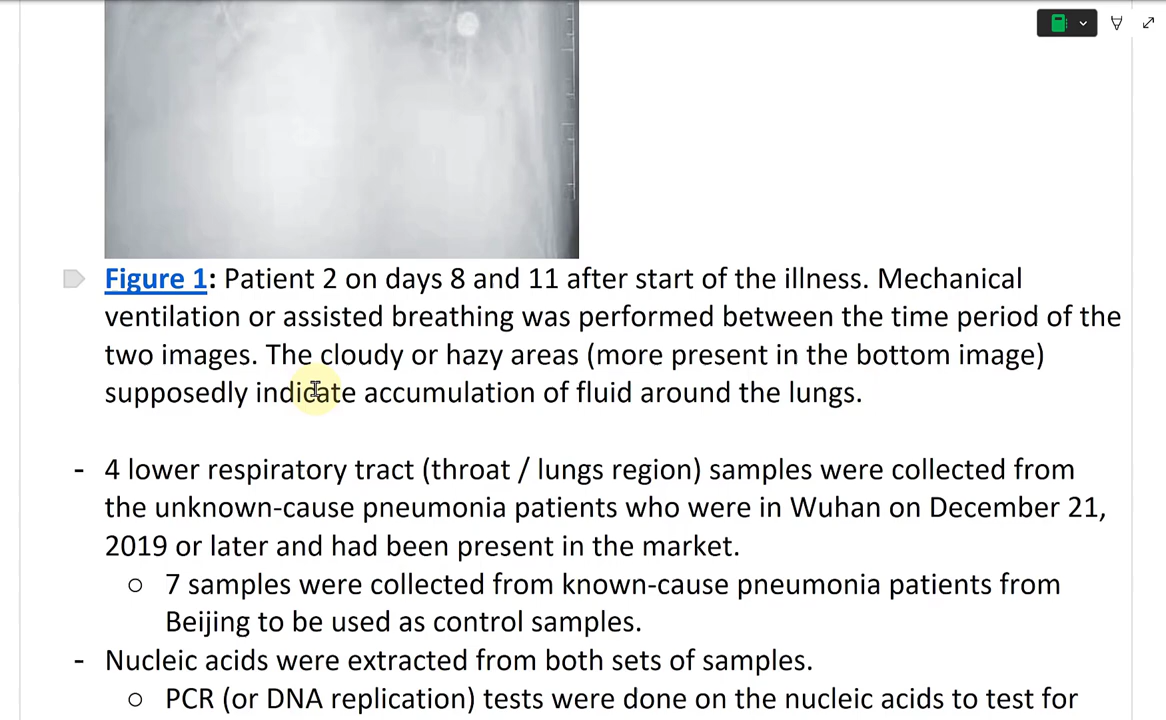 Figure 1: Patient 2 on days 8 and 11 after start of the illness. Mechanical
ventilation or assisted breathing was performed between the time period of the
two images. The cloudy or hazy areas (more present in the bottom image)
supposedly indicate accumulation of fluid around the lungs.
- 4 lower respiratory tract (throat / lungs region) samples were collected from
the unknown-cause pneumonia patients who were in Wuhan on December 21,
2019 or later and had been present in the market.
o 7 samples were collected from known-cause pneumonia patients from
Beijing to be used as control samples.
- Nucleic acids were extracted from both sets of samples.
o PCR (or DNA replication) tests were done on the nucleic acids to test for